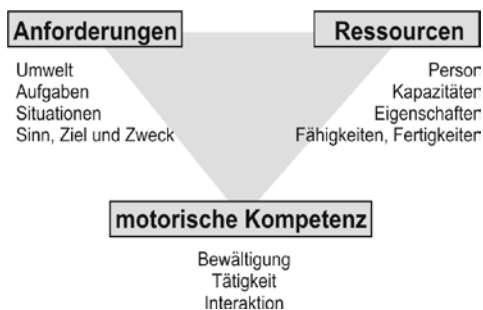 Anforderungen
Ressourcen
Umwelt
Aufgaben
Situationen
Sinn, Ziel und Zweck
Person
Kapazitäten
Eigenschaften
Fähigkeiten, Fertigkeiten
motorische Kompetenz
Bewältigung
Tätigkeit
Interaktion